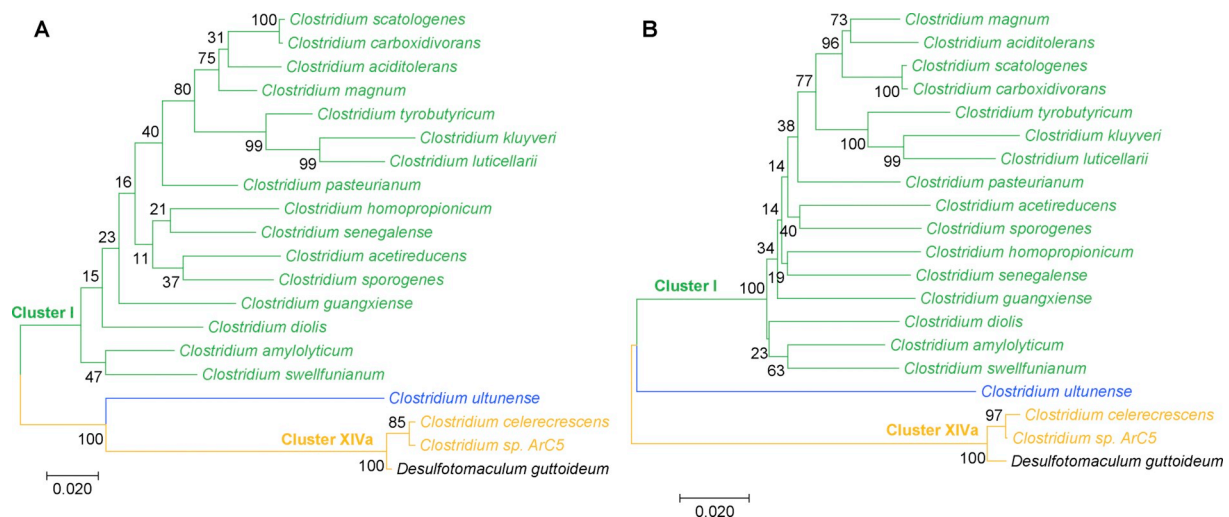 A
100
Clostridium scatologenes
31
Clostridium carboxidivorans
75
Clostridium aciditolerans
80
Clostridium magnum
Clostridium tyrobutyricum
40
99
Clostridium kluyveri
99
Clostridium luticellarii
16
Clostridium pasteurianum
21
Clostridium homopropionicum
23
Clostridium senegalense
11
Clostridium acetireducens
15
37
Clostridium sporogenes
Cluster I
Clostridium guangxiense
Clostridium diolis
Clostridium amylolyticum
47
Clostridium swellfunianum
Clostridium ultunense
100
85
Clostridium celerecrescens
Cluster XIVa
Clostridium sp. ArC5
100
Desulfotomaculum guttoideum
0.020
B
73
Clostridium magnum
96
Clostridium aciditolerans
77
Clostridium scatologenes
100
Clostridium carboxidivorans
38
Clostridium tyrobutyricum
100
Clostridium kluyveri
99
Clostridium luticellarii
14
Clostridium pasteurianum
14
Clostridium acetireducens
40
Clostridium sporogenes
34
Clostridium homopropionicum
19
Clostridium senegalense
Cluster I
100
Clostridium guangxiense
Clostridium diolis
23
Clostridium amylolyticum
63
Clostridium swellfunianum
Clostridium ultunense
97
Clostridium celerecrescens
Cluster XIVa
Clostridium sp. ArC5
100
Desulfotomaculum guttoideum
0.020